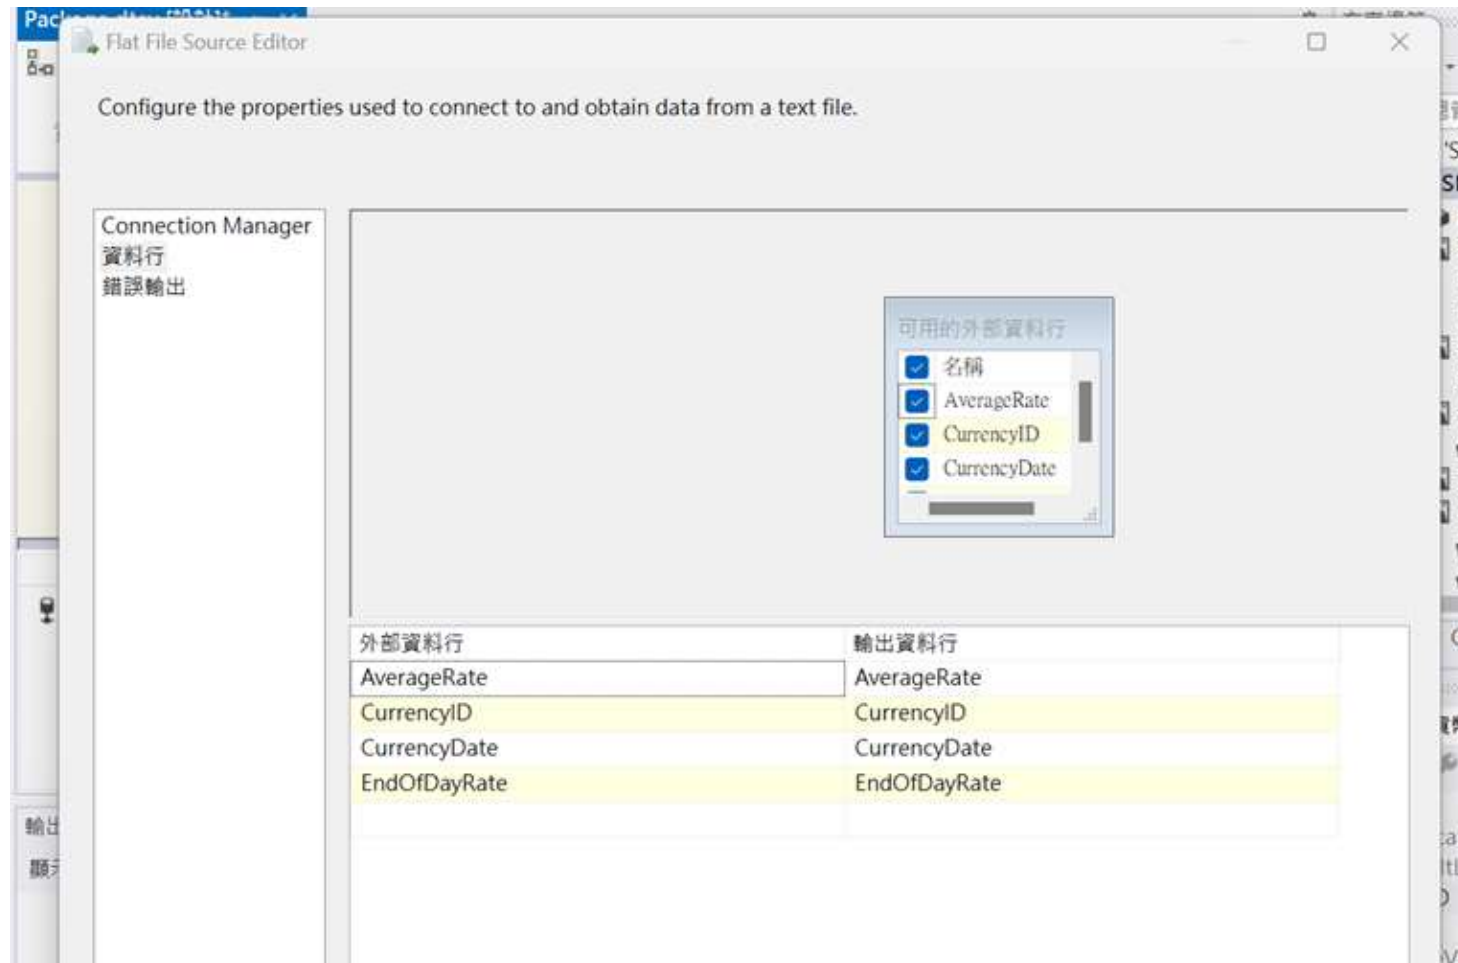 Flat File Source Editor
Configure the properties used to connect to and obtain data from a text file.
Connection Manager
資料行
錯誤輸出
可用的外部資料行
名稱
AverageRate
CurrencyID
CurrencyDate
外部資料行 輸出資料行
AverageRate AverageRate
CurrencyID CurrencyID
CurrencyDate CurrencyDate
EndOfDayRate EndOfDayRate